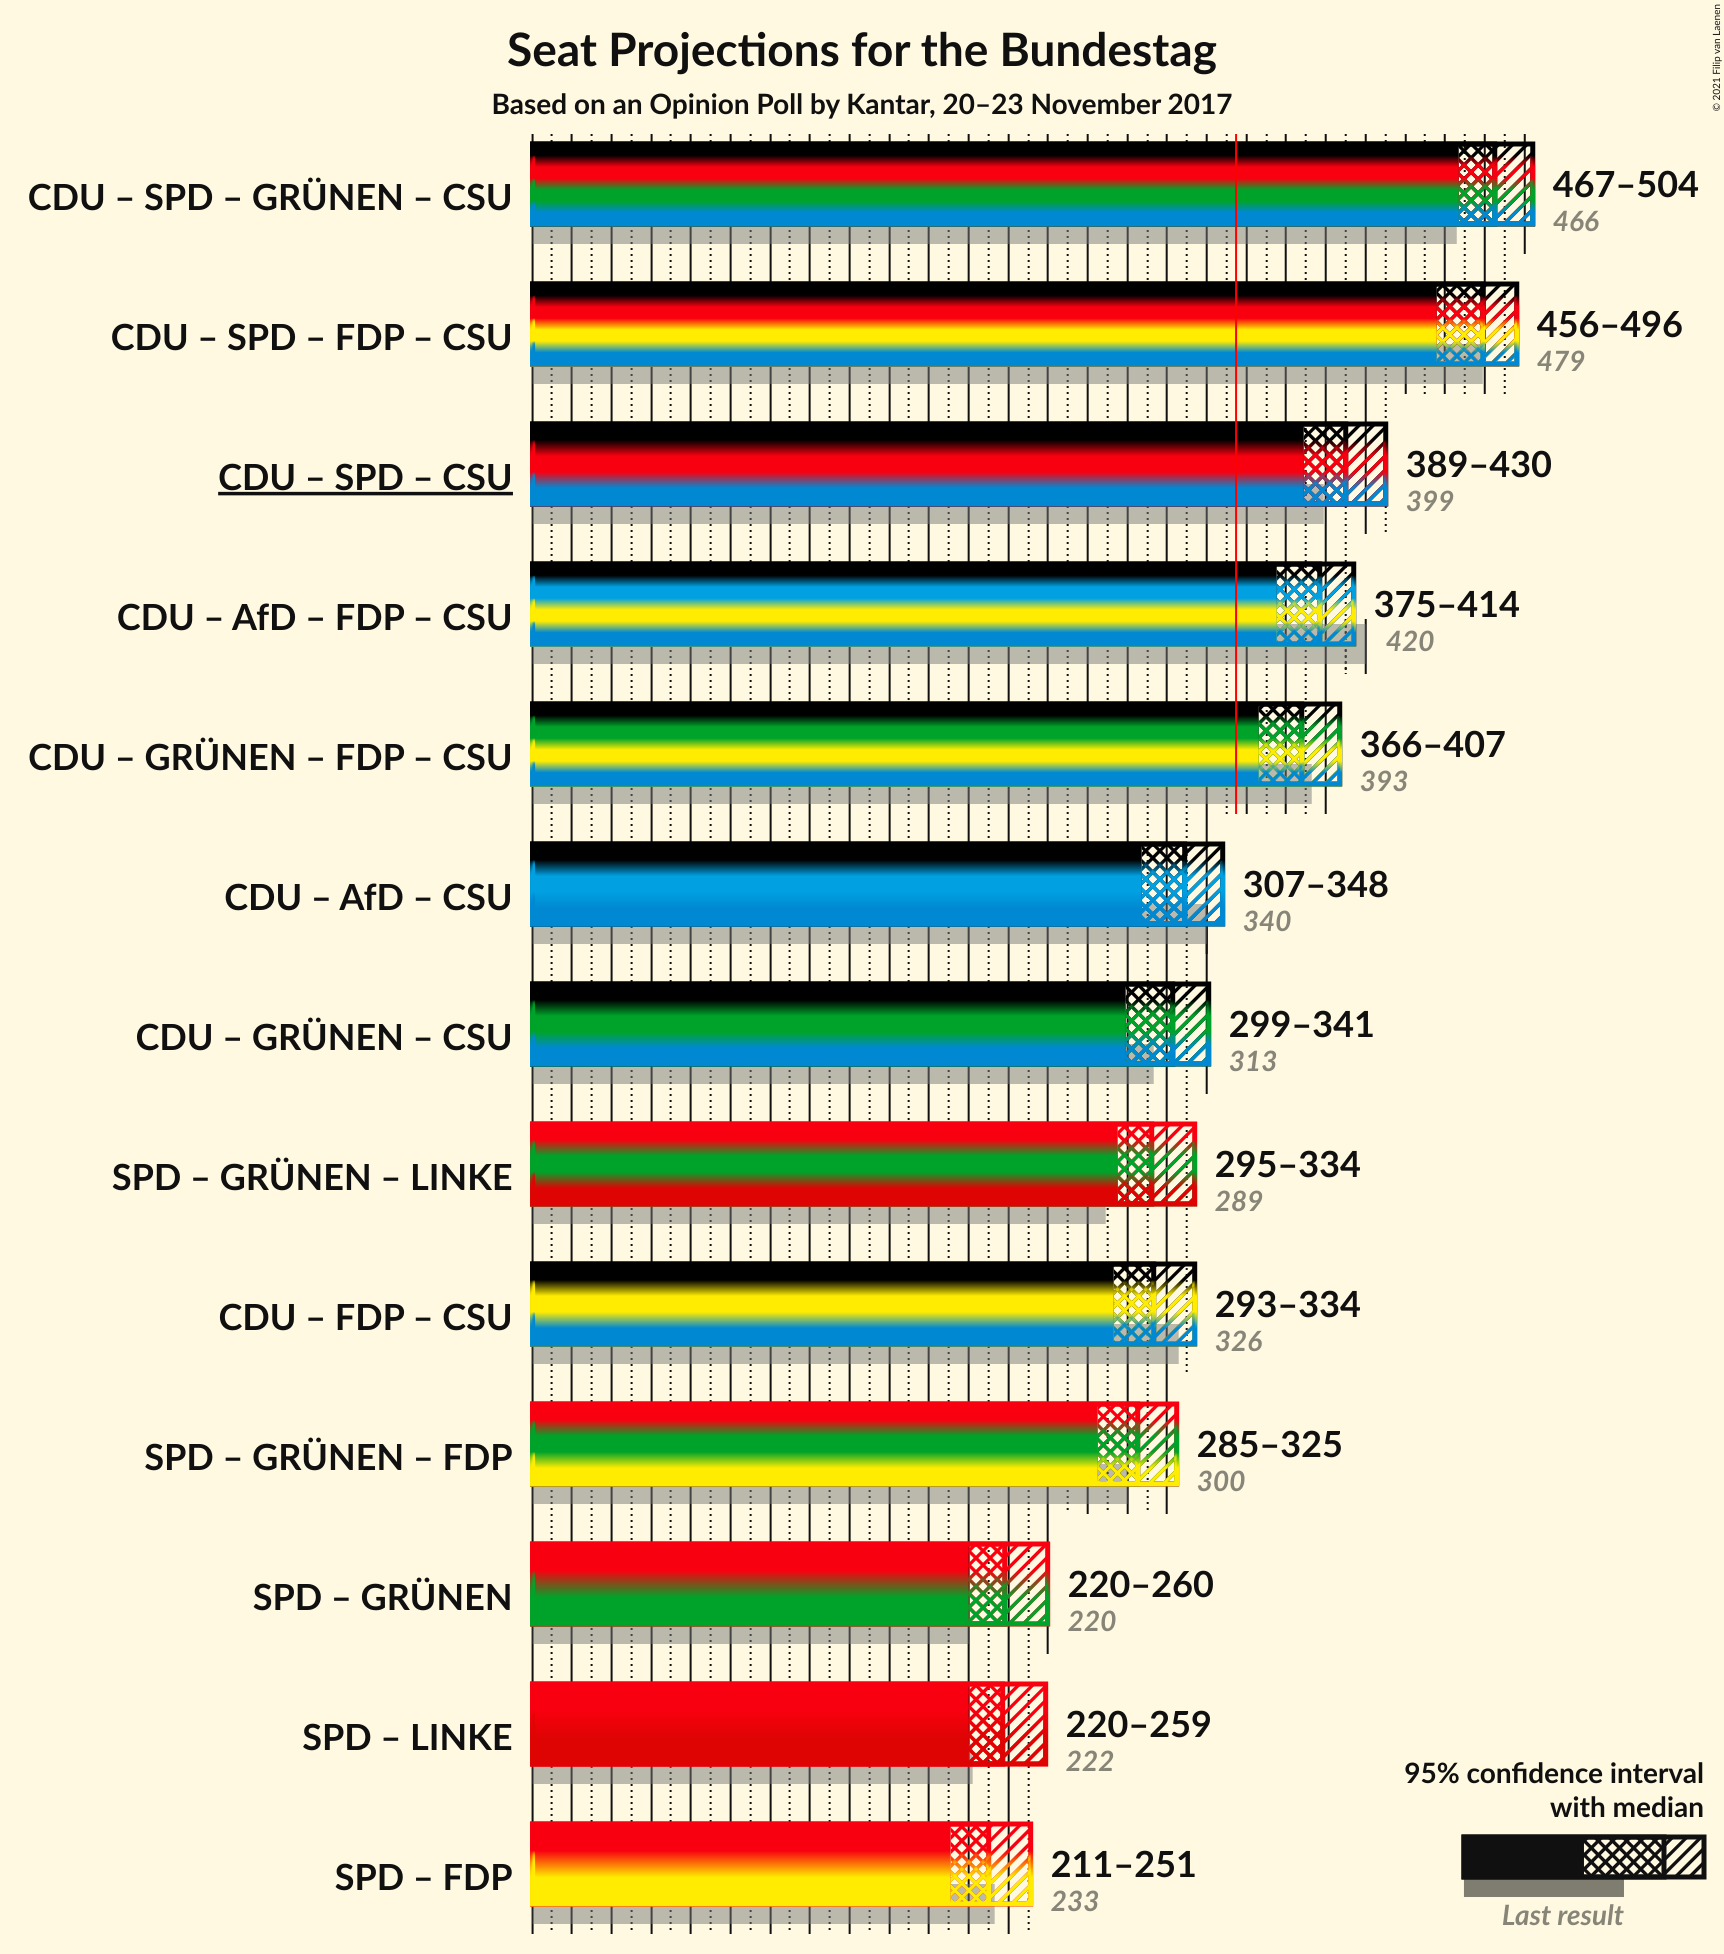 Seat Projections for the Bundestag
Based on an Opinion Poll by Kantar, 20–23 November 2017
© 2021 Filip van Laenen
CDU – SPD – GRÜNEN – CSU
467–504
466
CDU – SPD – FDP – CSU
456–496
479
CDU – SPD – CSU
389–430
399
CDU – AfD – FDP – CSU
375–414
420
CDU – GRÜNEN – FDP – CSU
366–407
393
CDU – AfD – CSU
307–348
340
CDU – GRÜNEN – CSU
299–341
313
SPD – GRÜNEN – LINKE
295–334
289
CDU – FDP – CSU
293–334
326
SPD – GRÜNEN – FDP
285–325
300
SPD – GRÜNEN
220–260
220
SPD – LINKE
220–259
222
SPD – FDP
211–251
233
95% confidence interval
with median
Last result